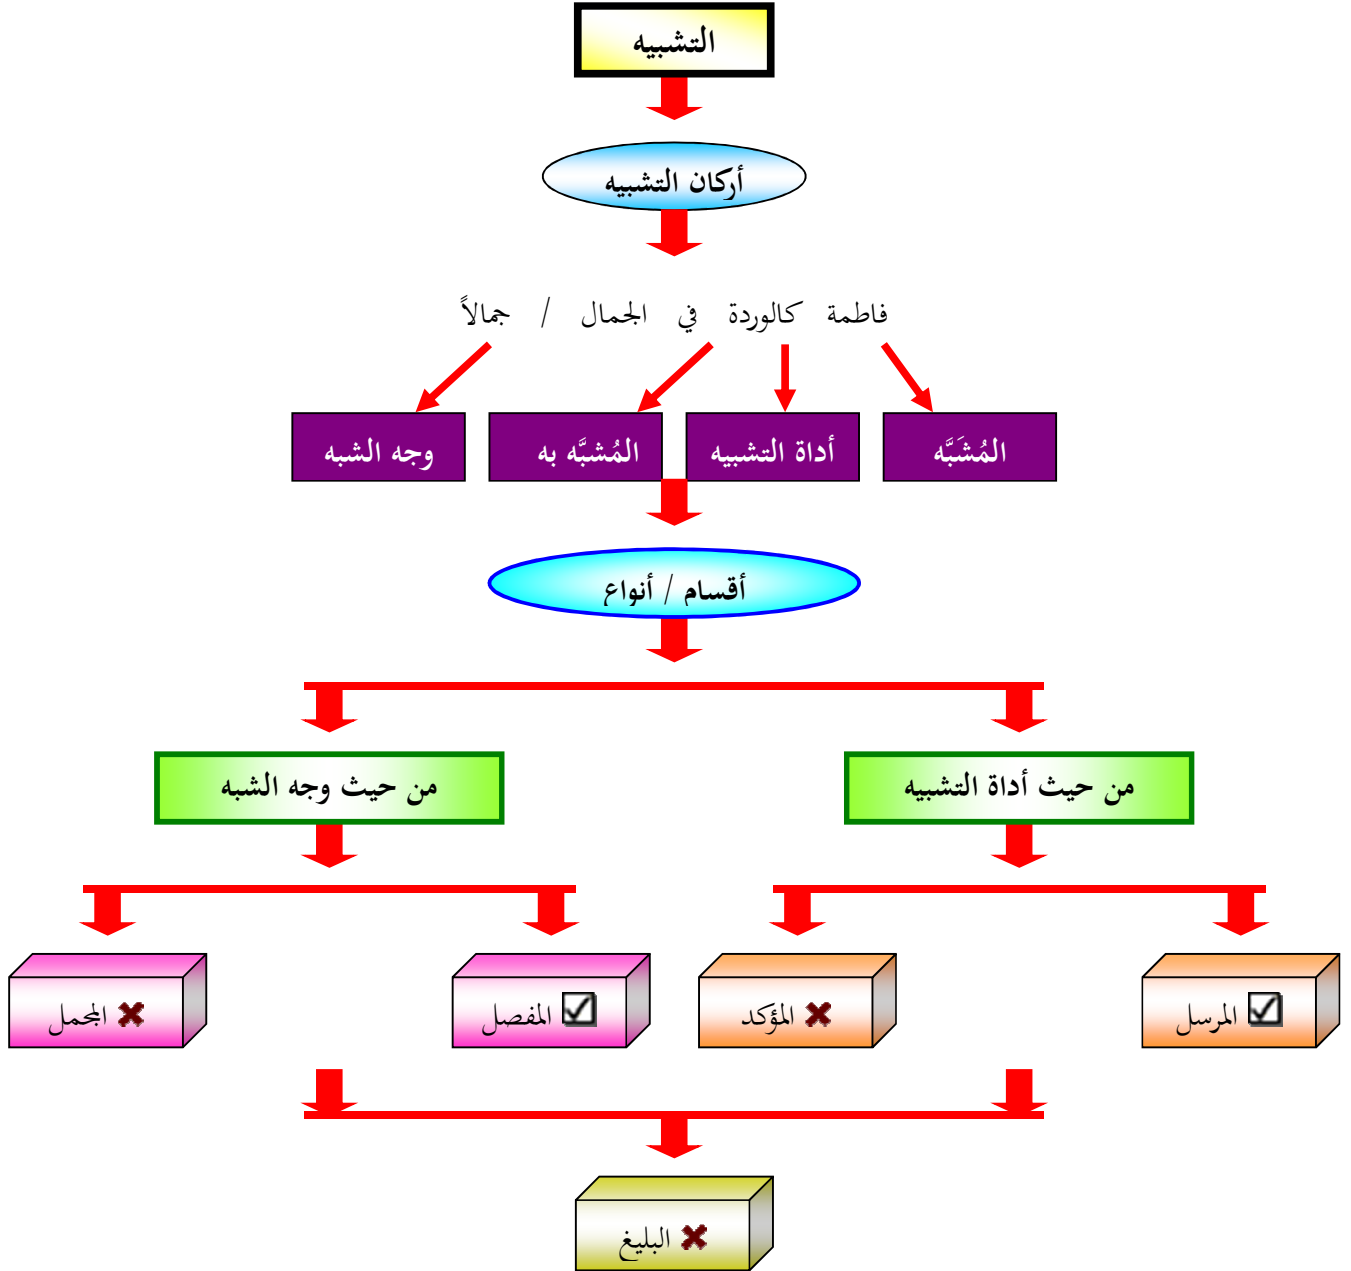 التشبيه
أركان التشبيه
فاطمة كالوردة في الجمال / جمالاً
المُشَبَّه
أداة التشبيه
المُشبَّه به
وجه الشبه
أقسام / أنواع
من حيث أداة التشبيه
من حيث وجه الشبه
المرسل
المؤكد
المفصل
المجمل
البليغ